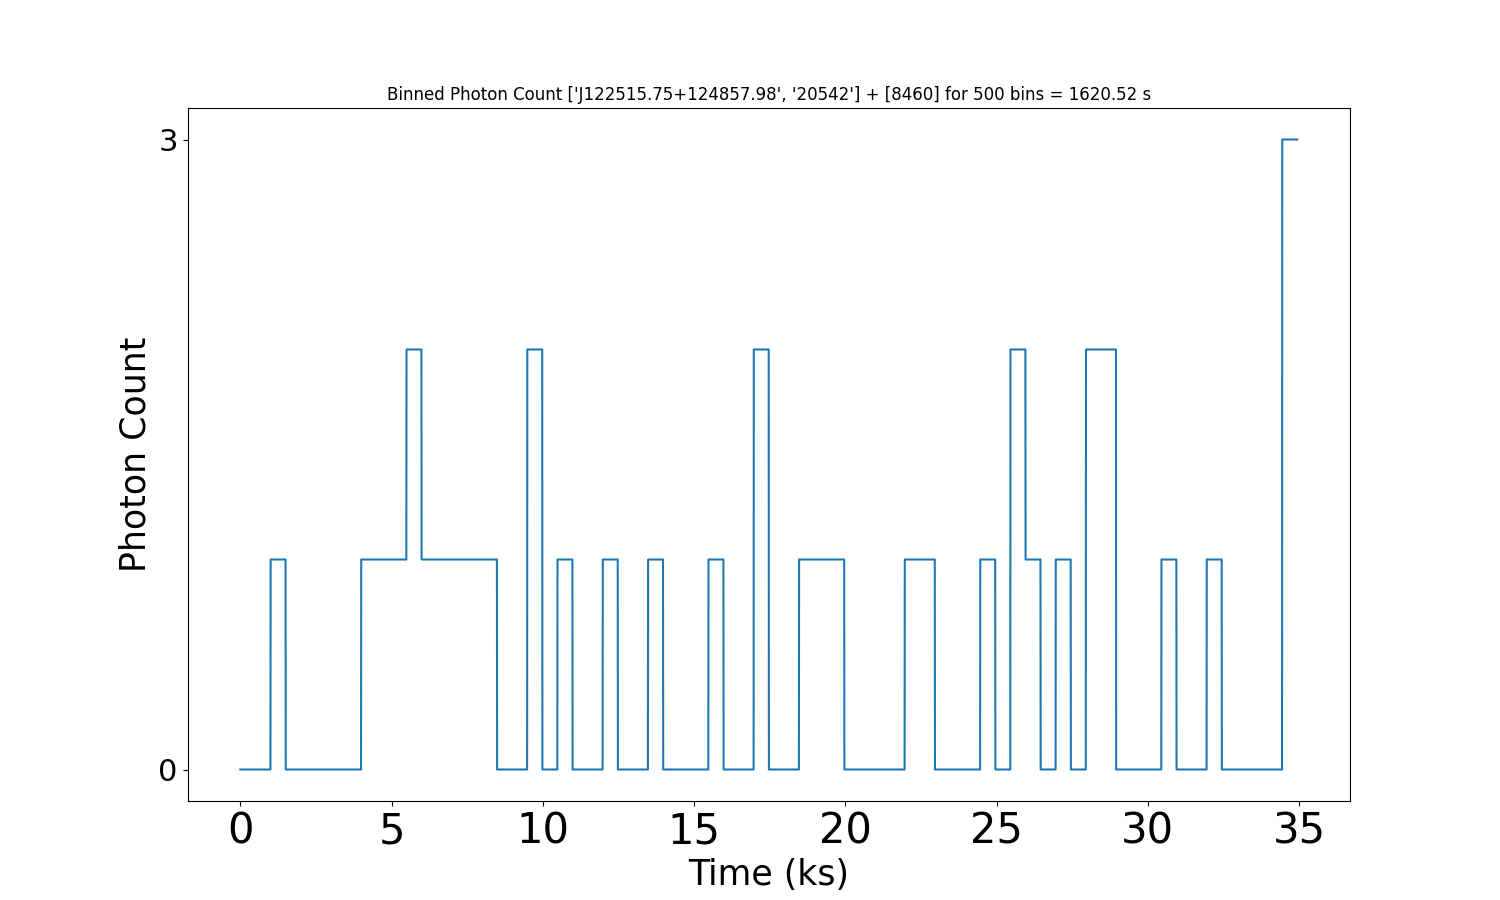 Binned Photon Count ['J122515.75+124857.98', '20542'] + [8460] for 500 bins = 1620.52 s
3
Photon Count
0
0 5 10 15 20 25 30 35
Time (ks)